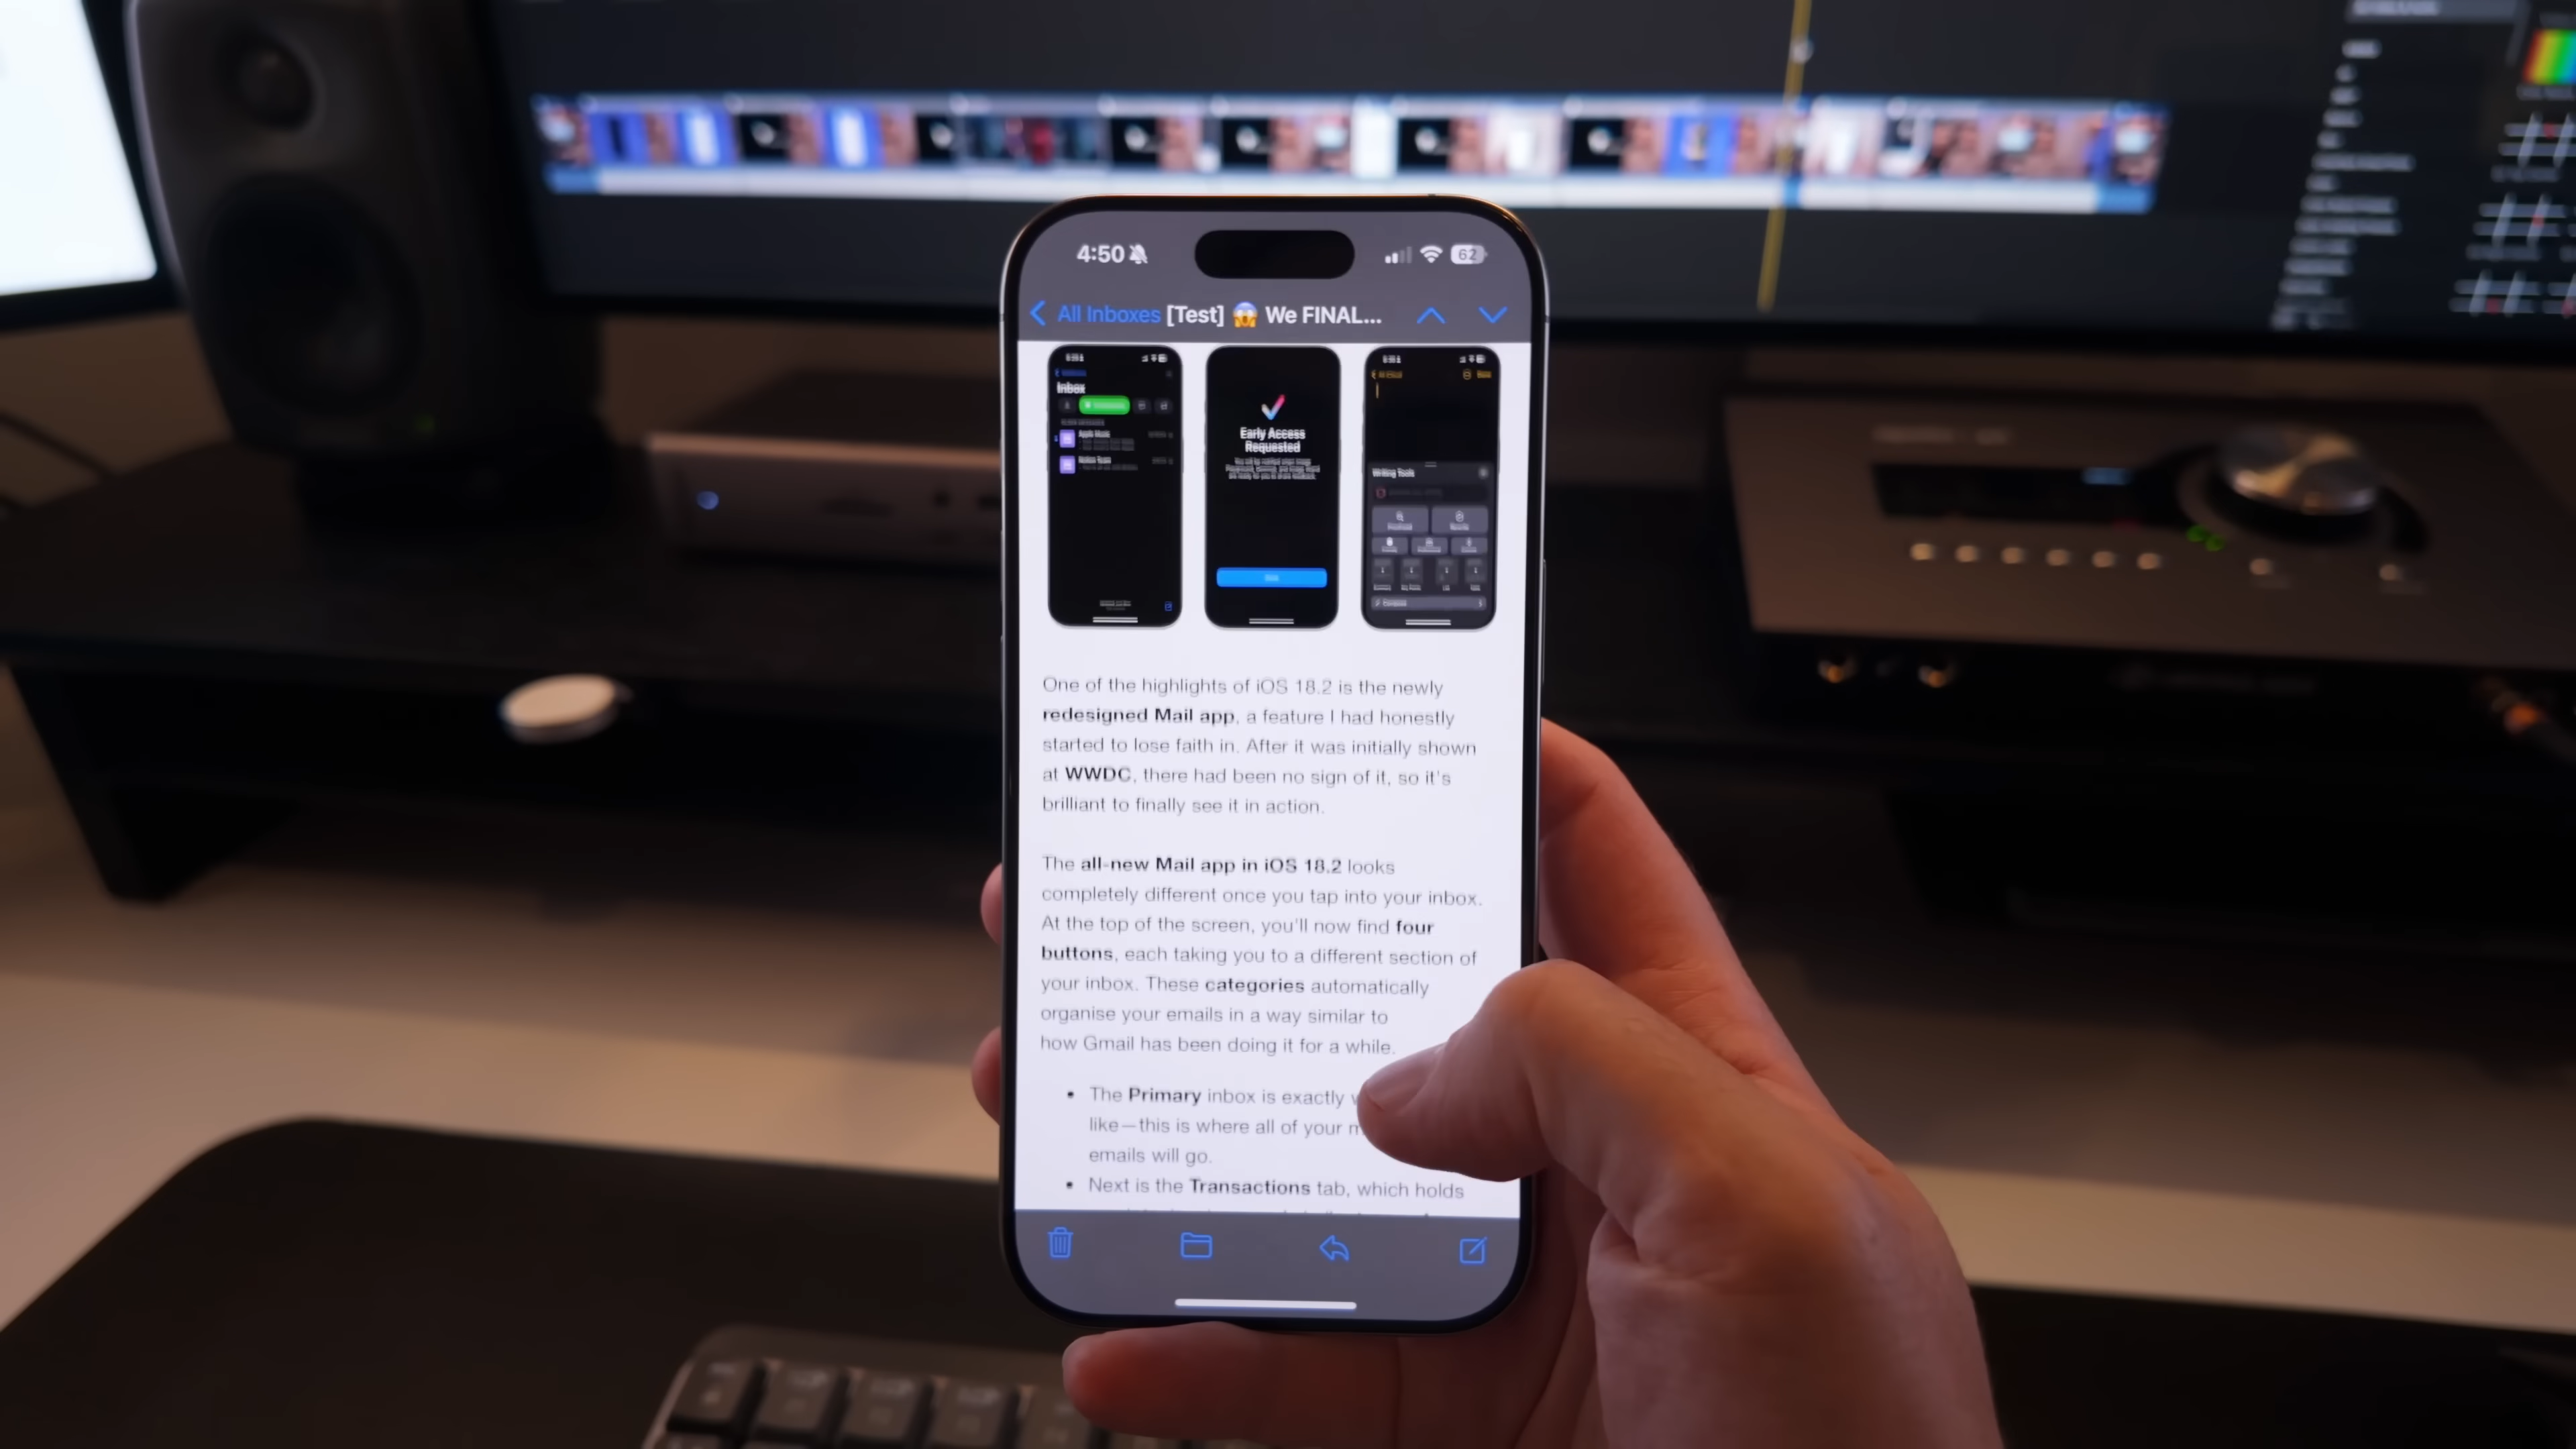 4:50
62
All Inboxes [Test] 😱 We FINAL...
Inbox
Early Access
Requested
Writing Tools
One of the highlights of iOS 18.2 is the newly
redesigned Mail app, a feature I had honestly
started to lose faith in. After it was initially shown
at WWDC, there had been no sign of it, so it's
brilliant to finally see it in action.
The all-new Mail app in iOS 18.2 looks
completely different once you tap into your inbox.
At the top of the screen, you'll now find four
buttons, each taking you to a different section of
your inbox. These categories automatically
organise your emails in a way similar to
how Gmail has been doing it for a while.
• The Primary inbox is exactly
like—this is where all of your
emails will go.
• Next is the Transactions tab, which holds